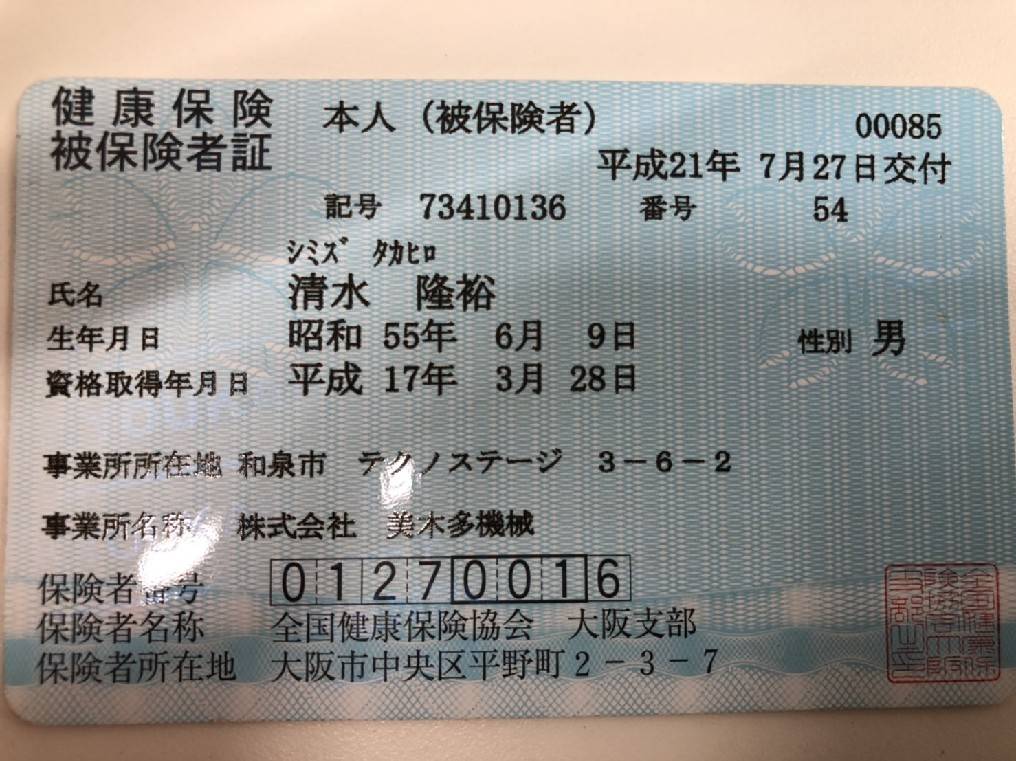 健康保険
被保険者証
本人（被保険者）
00085
平成21年 7月27日交付
記号 73410136 番号 54
ｼﾐｽﾞ ﾀｶﾋﾛ
氏名 清水 隆裕
生年月日 昭和 55年 6月 9日 性別 男
資格取得年月日 平成 17年 3月 28日
事業所所在地 和泉市 テクノステージ 3－6－2
事業所名称 株式会社 美木多機械
保険者番号 01270016
保険者名称 全国健康保険協会 大阪支部
保険者所在地 大阪市中央区平野町2－3－7